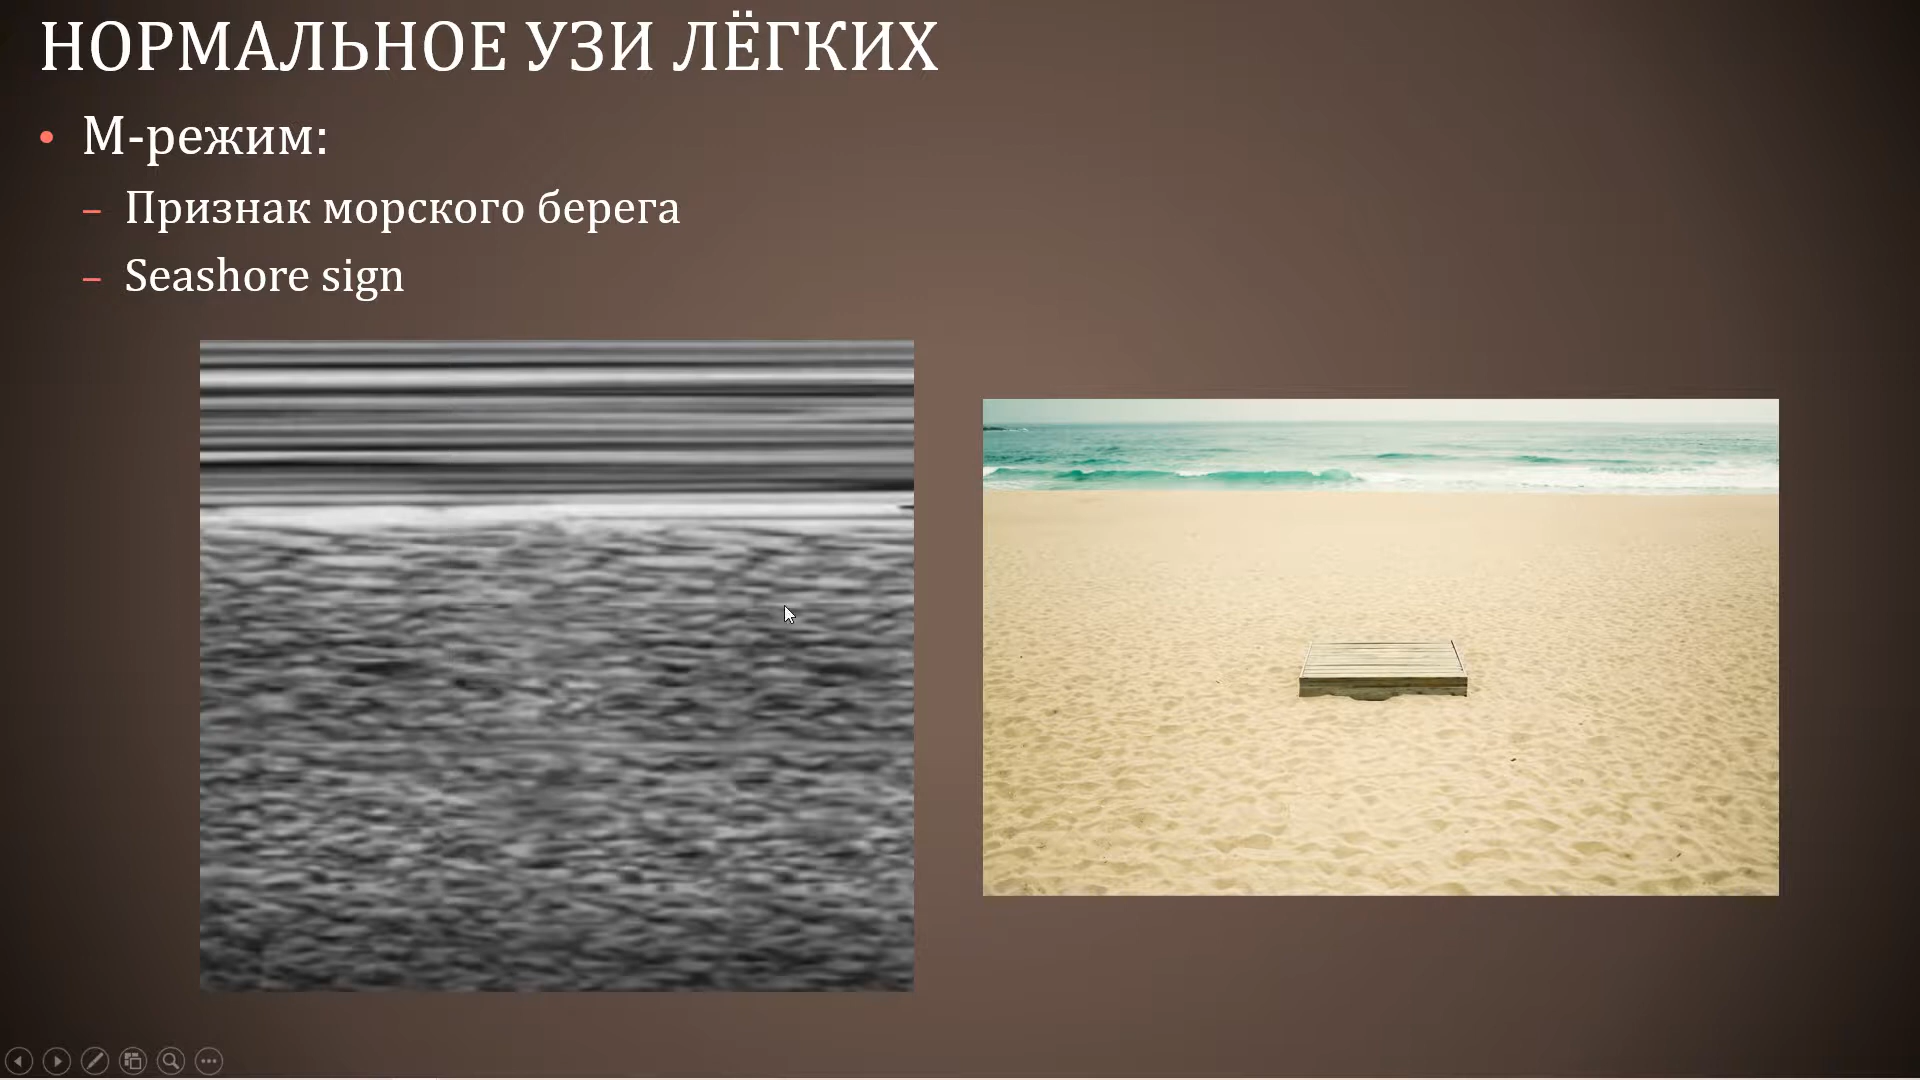 НОРМАЛЬНОЕ УЗИ ЛЁГКИХ
• М-режим:
– Признак морского берега
– Seashore sign